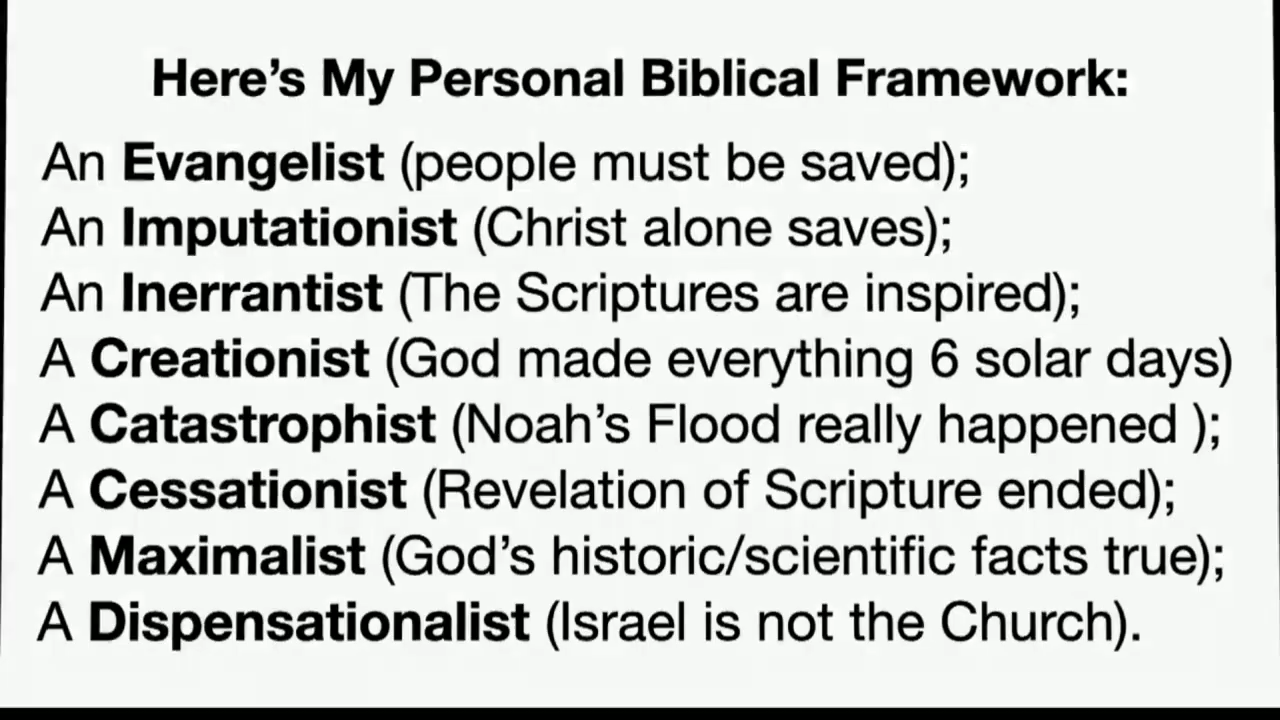 Here’s My Personal Biblical Framework:
An Evangelist (people must be saved);
An Imputationist (Christ alone saves);
An Inerrantist (The Scriptures are inspired);
A Creationist (God made everything 6 solar days)
A Catastrophist (Noah’s Flood really happened );
A Cessationist (Revelation of Scripture ended);
A Maximalist (God’s historic/scientific facts true);
A Dispensationalist (Israel is not the Church).